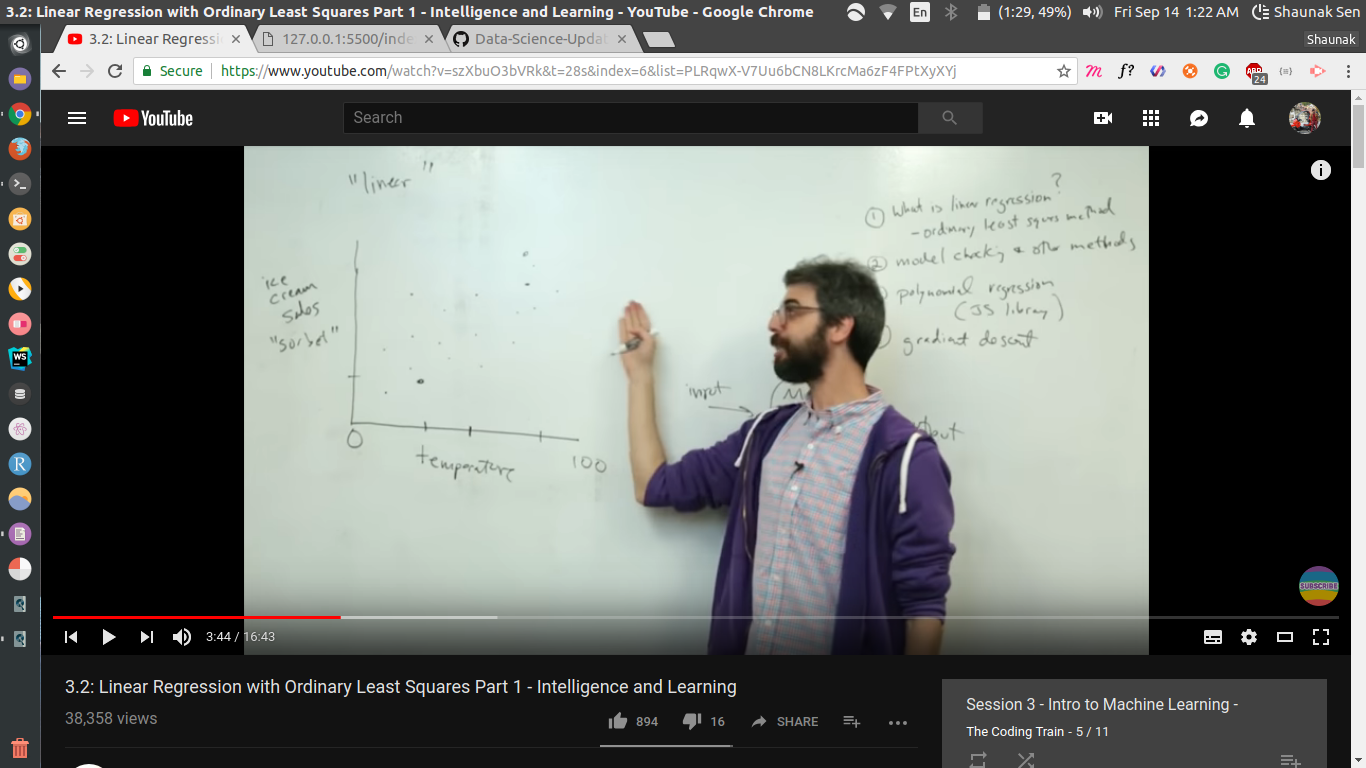 3.2: Linear Regression with Ordinary Least Squares Part 1 - Intelligence and Learning - YouTube - Google Chrome
En
(1:29, 49%)
Fri Sep 14 1:22 AM
Shaunak Sen
3.2: Linear Regressi
127.0.0.1:5500/inde
Data-Science-Updat
Shaunak
Secure
https://www.youtube.com/watch?v=szXbuO3bVRk&t=28s&index=6&list=PLRqwX-V7Uu6bCN8LKrcMa6zF4FPtXyXYj
f?
ABP
24
YouTube
Search
"linear"
① What is linear regression?
- ordinary least squares method
② model checking & other methods
polynomial regression
(JS library)
gradient descent
ice
cream
sales
"sorbet"
input
0
temperature
100
WS
R
SUBSCRIBE
3:44 / 16:43
3.2: Linear Regression with Ordinary Least Squares Part 1 - Intelligence and Learning
38,358 views
894
16
SHARE
Session 3 - Intro to Machine Learning -
The Coding Train - 5 / 11